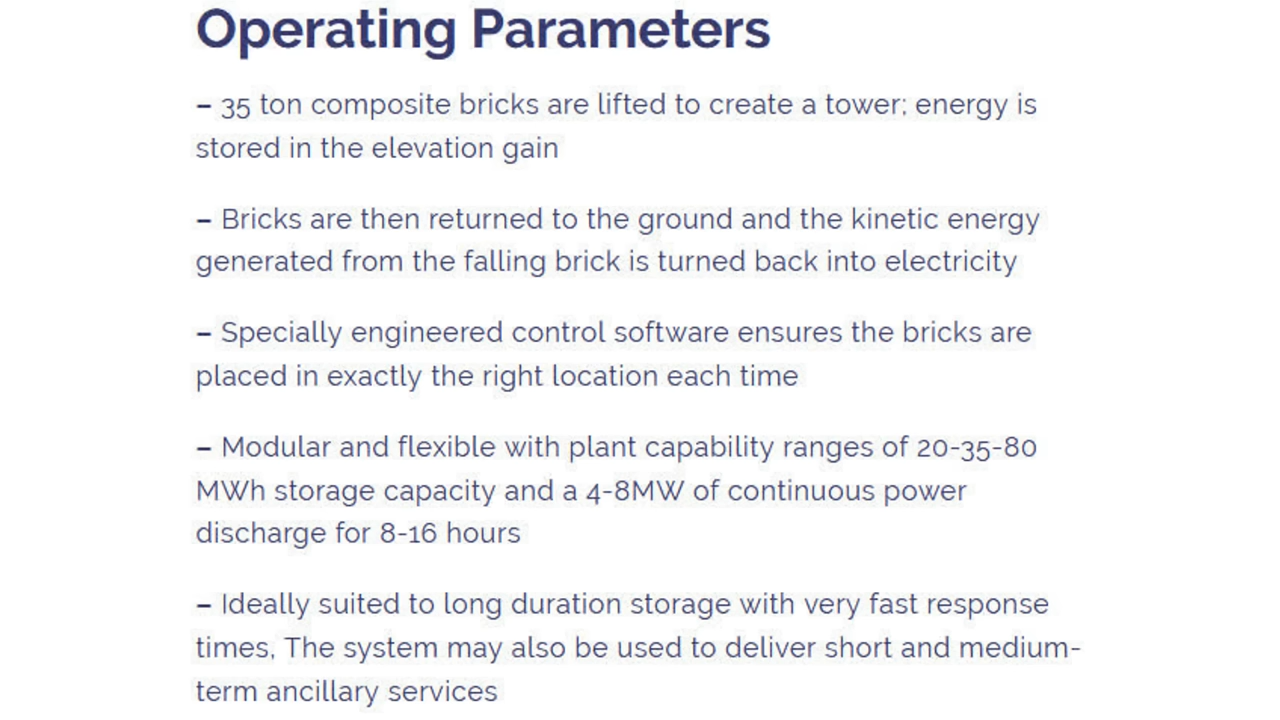 Operating Parameters
– 35 ton composite bricks are lifted to create a tower; energy is
stored in the elevation gain
– Bricks are then returned to the ground and the kinetic energy
generated from the falling brick is turned back into electricity
– Specially engineered control software ensures the bricks are
placed in exactly the right location each time
– Modular and flexible with plant capability ranges of 20-35-80
MWh storage capacity and a 4-8MW of continuous power
discharge for 8-16 hours
– Ideally suited to long duration storage with very fast response
times, The system may also be used to deliver short and medium-
term ancillary services